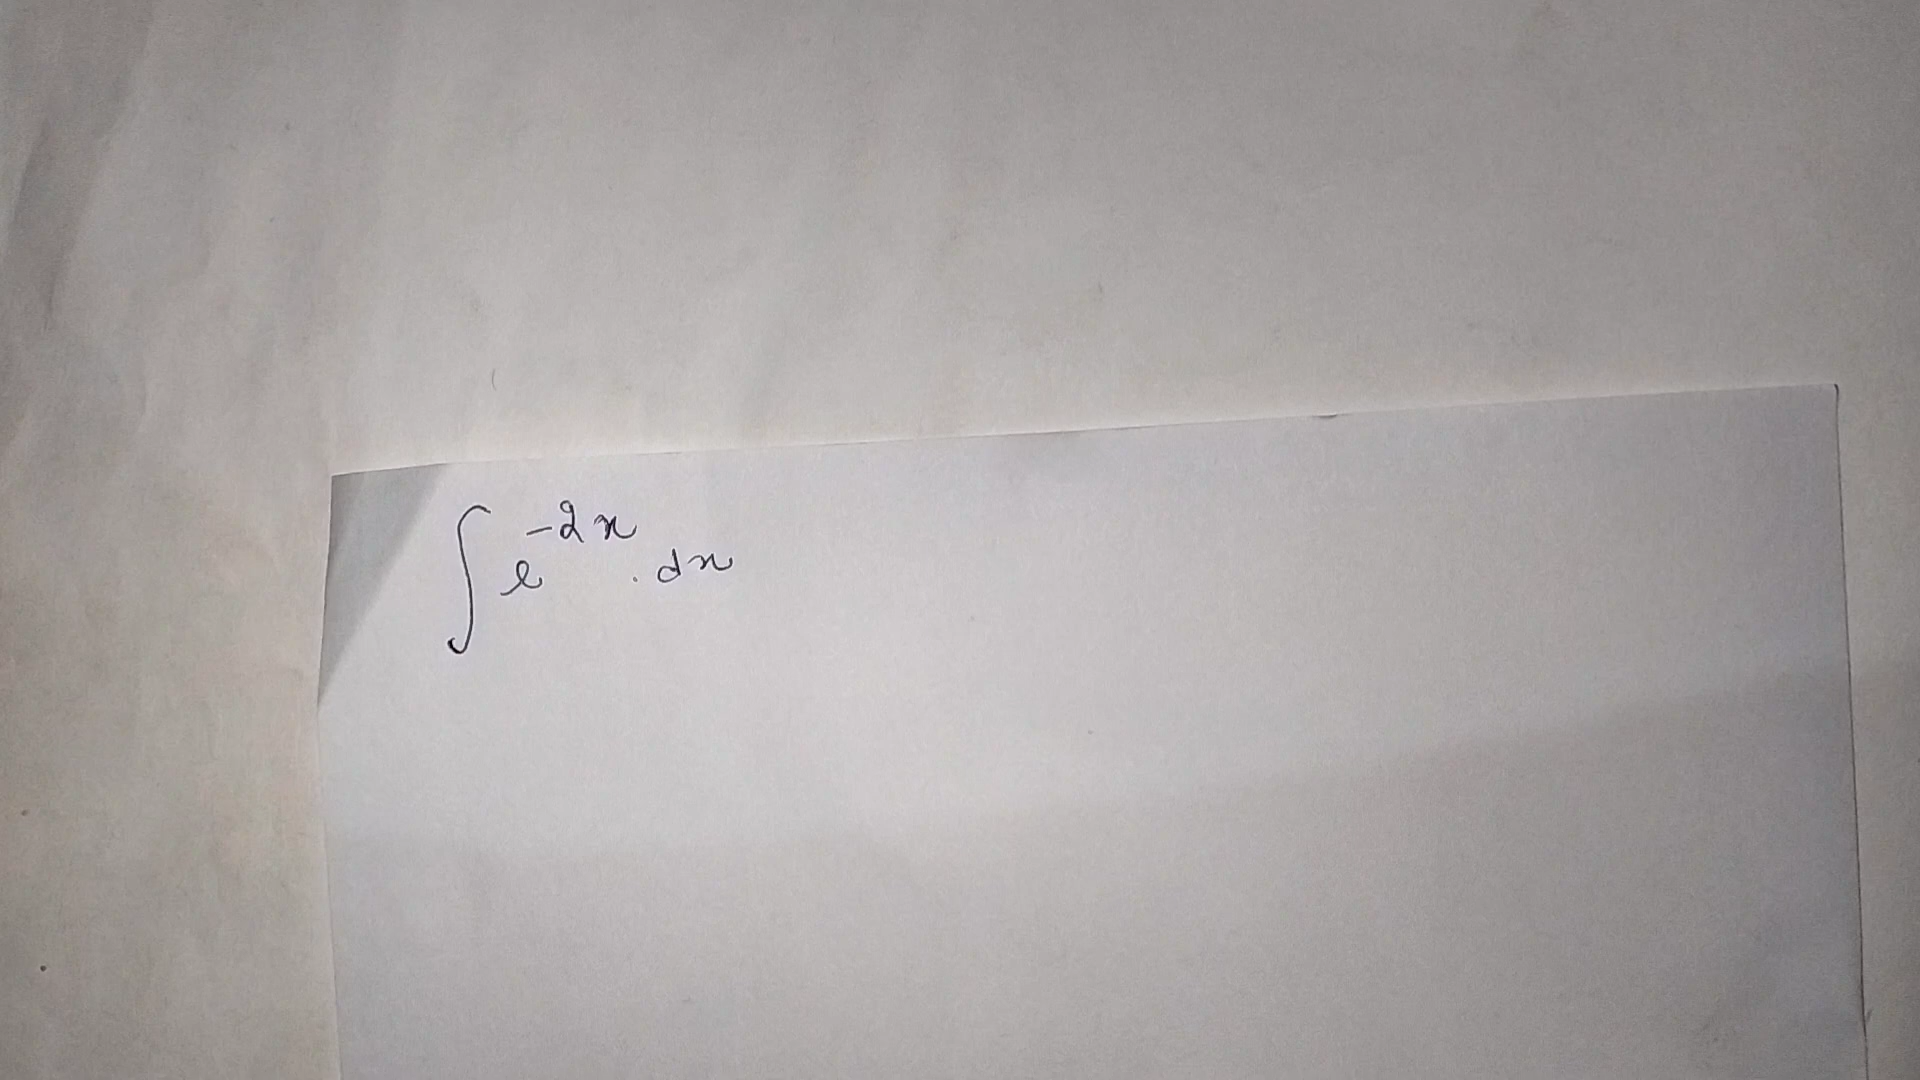 ∫ e^{-2x} . dx